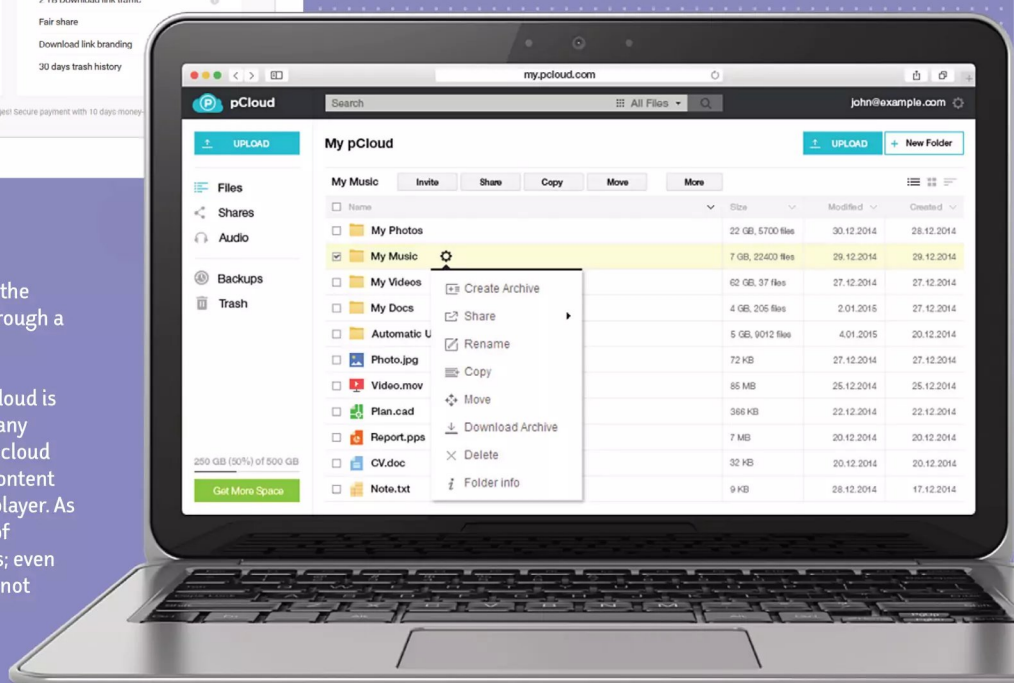 Fair share
Download link branding
30 days trash history
Secure payment with 10 days money-
the
rough a
loud is
any
cloud
ontent
layer. As
of
s; even
not
my.pcloud.com
pCloud
Search
All Files
john@example.com
UPLOAD
My pCloud
UPLOAD
+ New Folder
Files
Shares
Audio
Backups
Trash
250 GB (50%) of 500 GB
Get More Space
My Music Invite Share Copy Move More
Name Size Modified Created
My Photos 22 GB, 5700 files 30.12.2014 28.12.2014
My Music 7 GB, 22400 files 29.12.2014 29.12.2014
My Videos 62 GB, 37 files 27.12.2014 27.12.2014
My Docs 4 GB, 205 files 2.01.2015 27.12.2014
Automatic U 5 GB, 9012 files 4.01.2015 20.12.2014
Photo.jpg 72 KB 27.12.2014 27.12.2014
Video.mov 85 MB 25.12.2014 25.12.2014
Plan.cad 366 KB 22.12.2014 22.12.2014
Report.pps 7 MB 20.12.2014 20.12.2014
CV.doc 32 KB 20.12.2014 20.12.2014
Note.txt 9 KB 28.12.2014 17.12.2014
Create Archive
Share
Rename
Copy
Move
Download Archive
Delete
Folder info